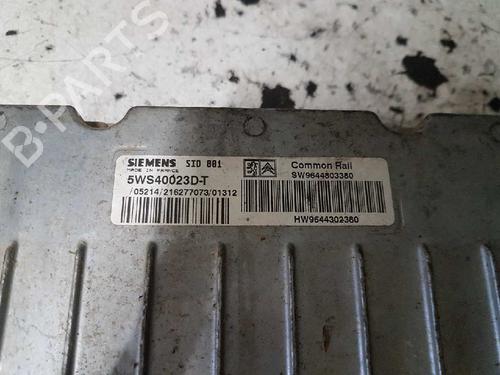 B-PARTS
SIEMENS SID 801
MADE IN FRANCE
5WS40023D-T
/05214/216277073/01312
Common Rail
SW9644803380
HW9644302380